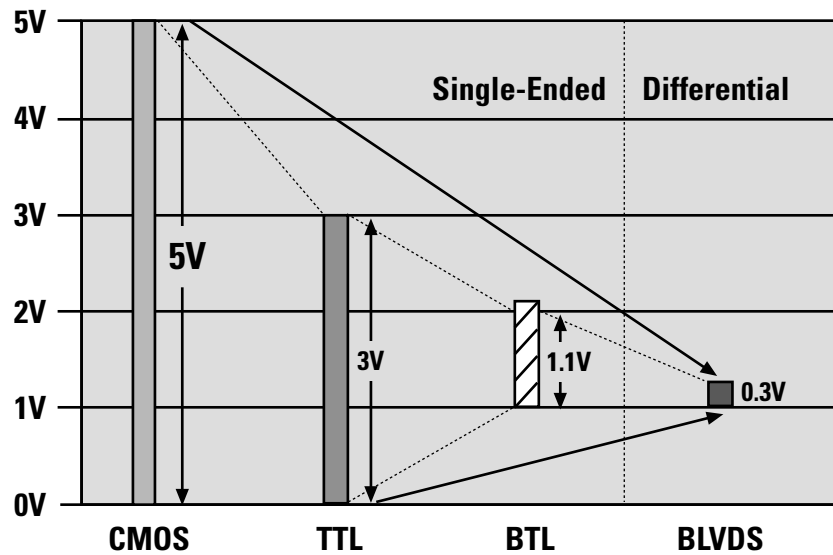 5V
Single-Ended Differential
4V
3V
5V
2V
3V
1.1V
0.3V
1V
0V
CMOS TTL BTL BLVDS